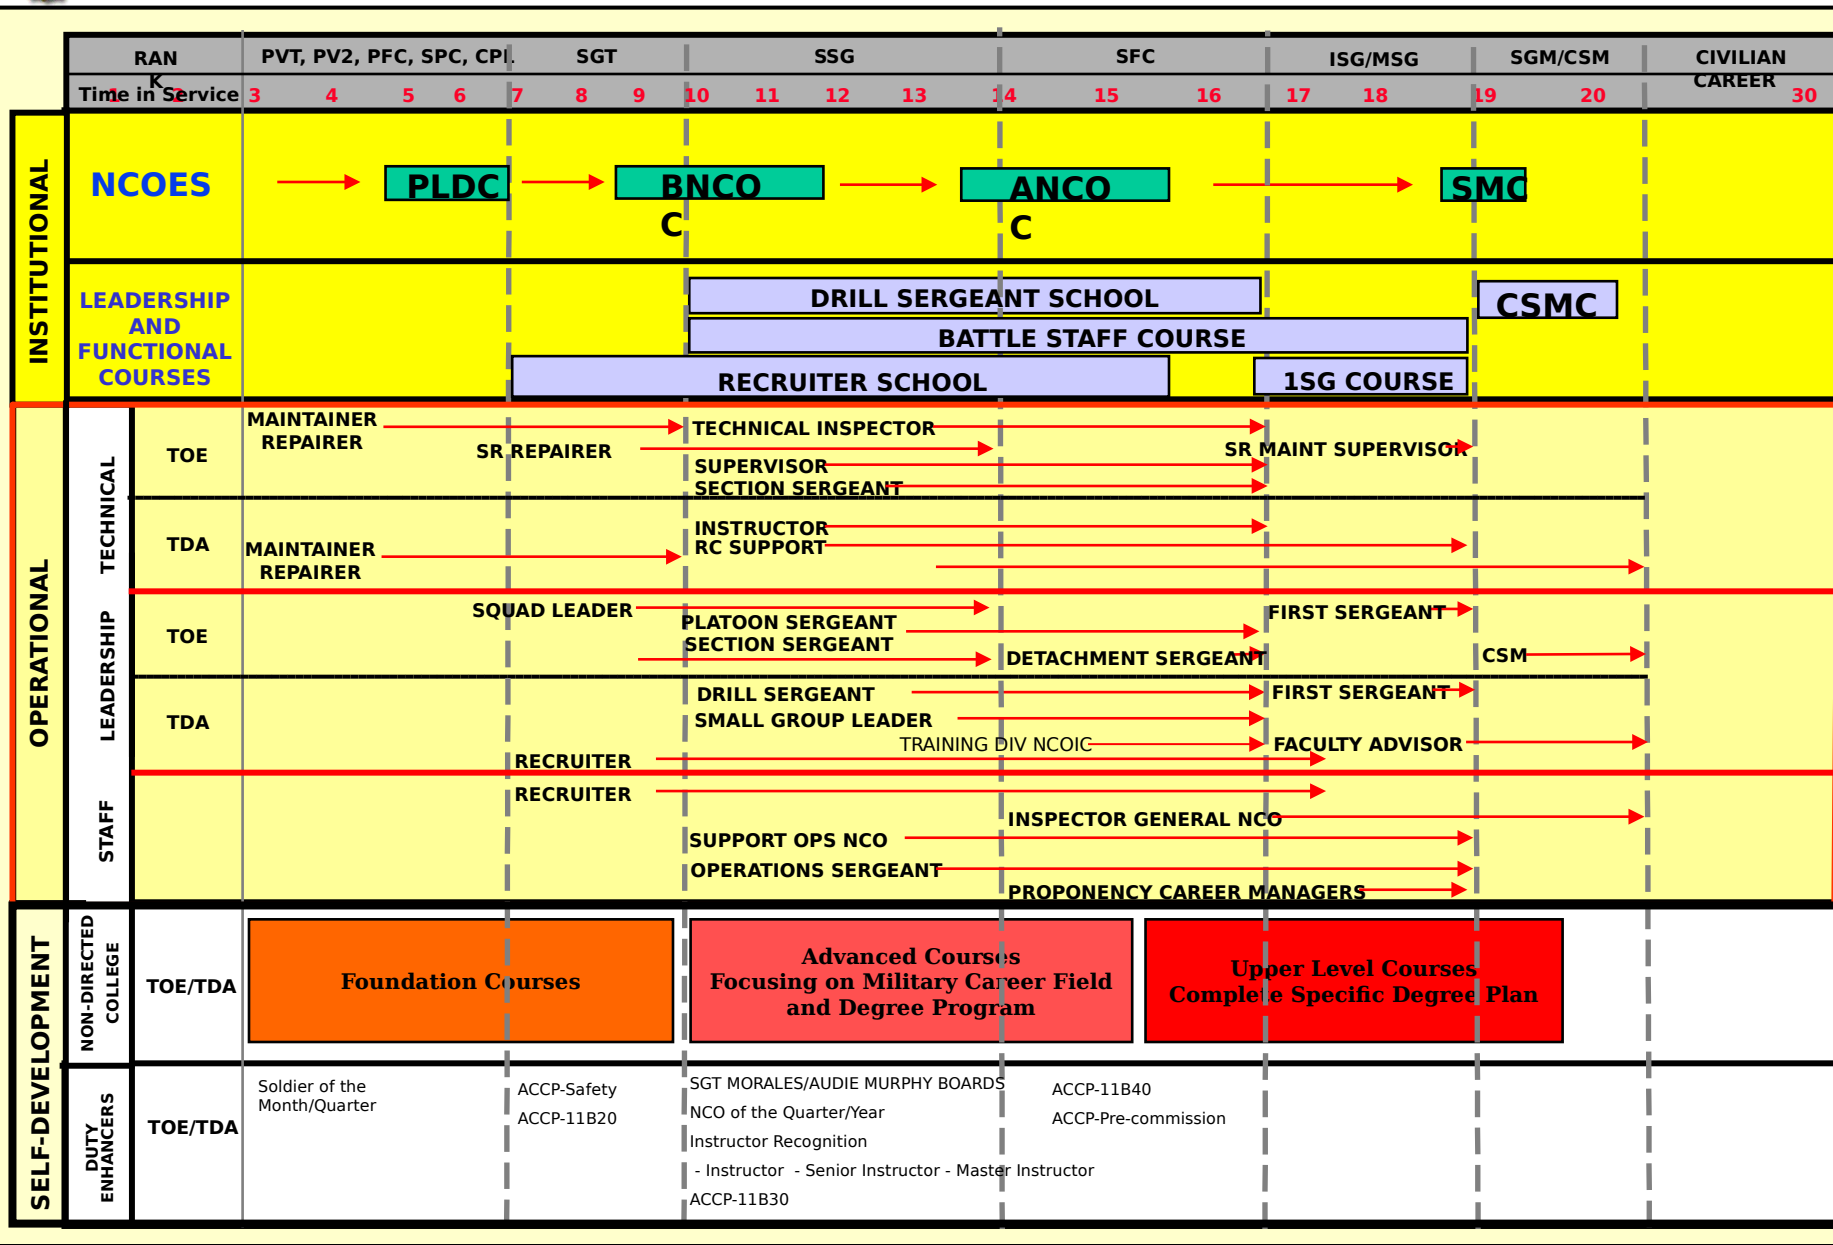 RAN
K
PVT, PV2, PFC, SPC, CPL
SGT
SSG
SFC
ISG/MSG
SGM/CSM
CIVILIAN
CAREER
Time in Service
1 2 3 4 5 6 7 8 9 10 11 12 13 14 15 16 17 18 19 20 30
INSTITUTIONAL
NCOES
PLDC
BNCO
C
ANCO
C
SMC
LEADERSHIP
AND
FUNCTIONAL
COURSES
DRILL SERGEANT SCHOOL
CSMC
BATTLE STAFF COURSE
RECRUITER SCHOOL
1SG COURSE
OPERATIONAL
TECHNICAL
TOE
MAINTAINER
REPAIRER
SR REPAIRER
TECHNICAL INSPECTOR
SR MAINT SUPERVISOR
SUPERVISOR
SECTION SERGEANT
TDA
MAINTAINER
REPAIRER
INSTRUCTOR
RC SUPPORT
LEADERSHIP
TOE
SQUAD LEADER
PLATOON SERGEANT
SECTION SERGEANT
FIRST SERGEANT
DETACHMENT SERGEANT
CSM
TDA
DRILL SERGEANT
FIRST SERGEANT
SMALL GROUP LEADER
TRAINING DIV NCOIC
FACULTY ADVISOR
RECRUITER
STAFF
RECRUITER
INSPECTOR GENERAL NCO
SUPPORT OPS NCO
OPERATIONS SERGEANT
PROPONENCY CAREER MANAGERS
SELF-DEVELOPMENT
NON-DIRECTED
COLLEGE
TOE/TDA
Foundation Courses
Advanced Courses
Focusing on Military Career Field
and Degree Program
Upper Level Courses
Complete Specific Degree Plan
DUTY
ENHANCERS
TOE/TDA
Soldier of the
Month/Quarter
ACCP-Safety
ACCP-11B20
SGT MORALES/AUDIE MURPHY BOARDS
NCO of the Quarter/Year
Instructor Recognition
- Instructor - Senior Instructor - Master Instructor
ACCP-11B30
ACCP-11B40
ACCP-Pre-commission